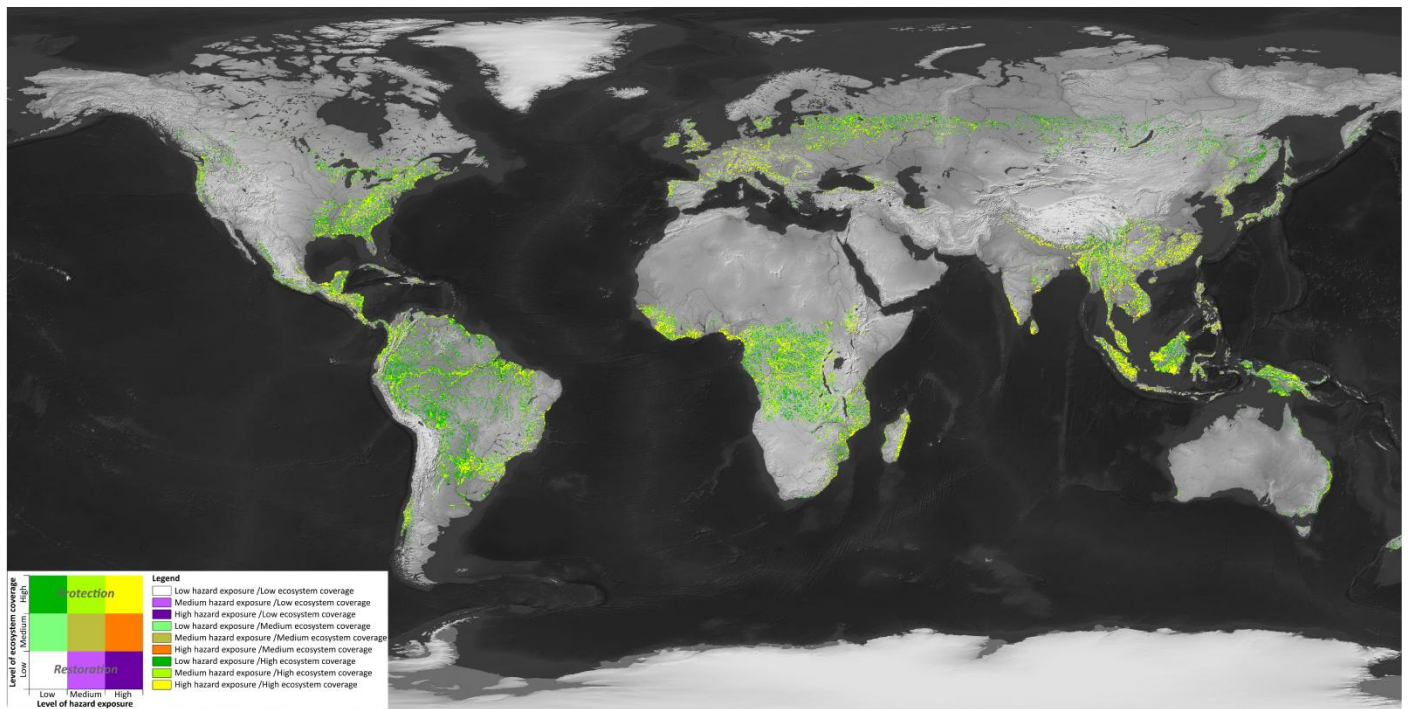 Level of ecosystem coverage
High
Medium
Low
Protection
Restoration
Low Medium High
Level of hazard exposure
Legend
Low hazard exposure /Low ecosystem coverage
Medium hazard exposure /Low ecosystem coverage
High hazard exposure /Low ecosystem coverage
Low hazard exposure /Medium ecosystem coverage
Medium hazard exposure /Medium ecosystem coverage
High hazard exposure /Medium ecosystem coverage
Low hazard exposure /High ecosystem coverage
Medium hazard exposure /High ecosystem coverage
High hazard exposure /High ecosystem coverage